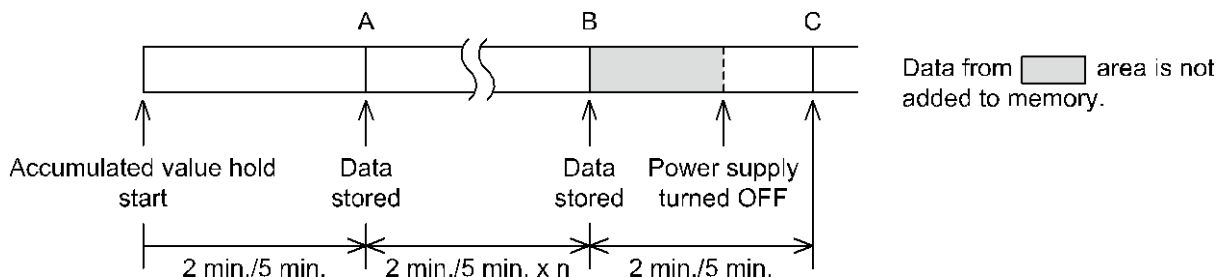 A
B
C
Data from area is not
added to memory.
Accumulated value hold
start
Data
stored
Data
stored
Power supply
turned OFF
2 min./5 min.
2 min./5 min. x n
2 min./5 min.